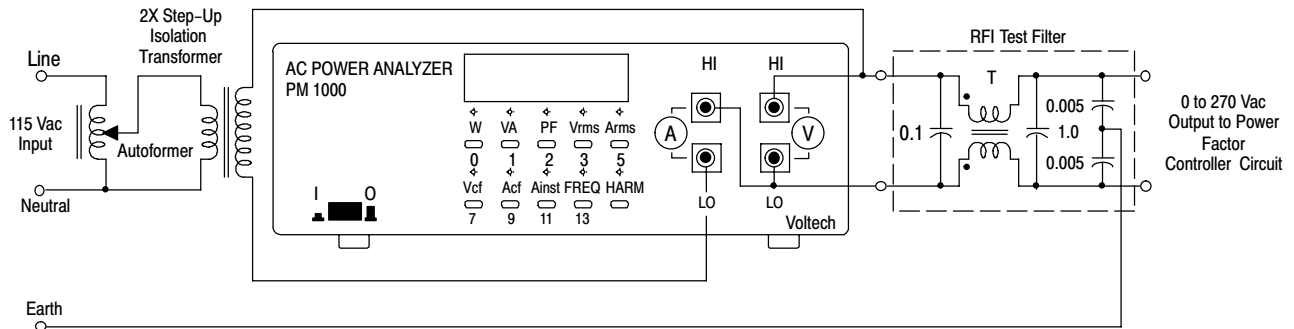 2X Step-Up
Isolation
Transformer
Line
115 Vac
Input
Autoformer
Neutral
Earth
AC POWER ANALYZER
PM 1000
W VA PF Vrms Arms
0 1 2 3 5
Vcf Acf Ainst FREQ HARM
7 9 11 13
I O
HI HI
A V
LO LO
Voltech
RFI Test Filter
T
0.1
0.005
1.0
0.005
0 to 270 Vac
Output to Power
Factor
Controller Circuit